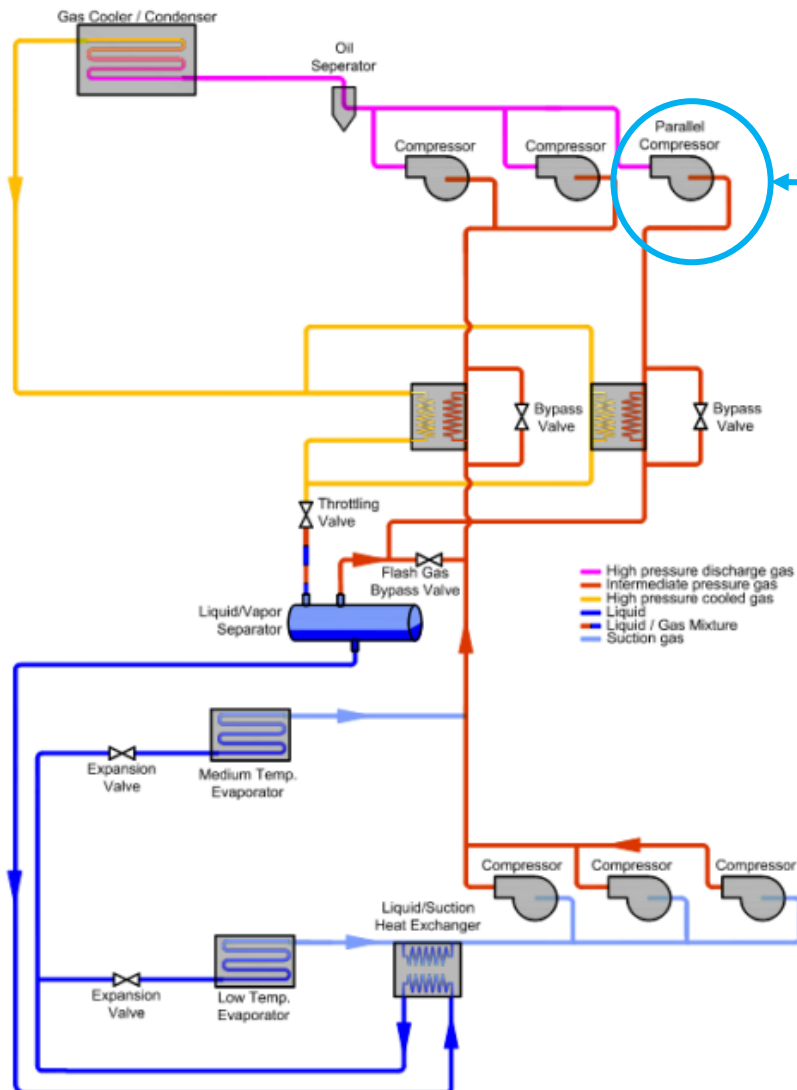 Gas Cooler / Condenser
Oil
Seperator
Compressor
Compressor
Parallel
Compressor
Bypass
Valve
Bypass
Valve
Throttling
Valve
Flash Gas
Bypass Valve
Liquid/Vapor
Separator
High pressure discharge gas
Intermediate pressure gas
High pressure cooled gas
Liquid
Liquid / Gas Mixture
Suction gas
Expansion
Valve
Medium Temp.
Evaporator
Compressor
Compressor
Compressor
Liquid/Suction
Heat Exchanger
Expansion
Valve
Low Temp.
Evaporator